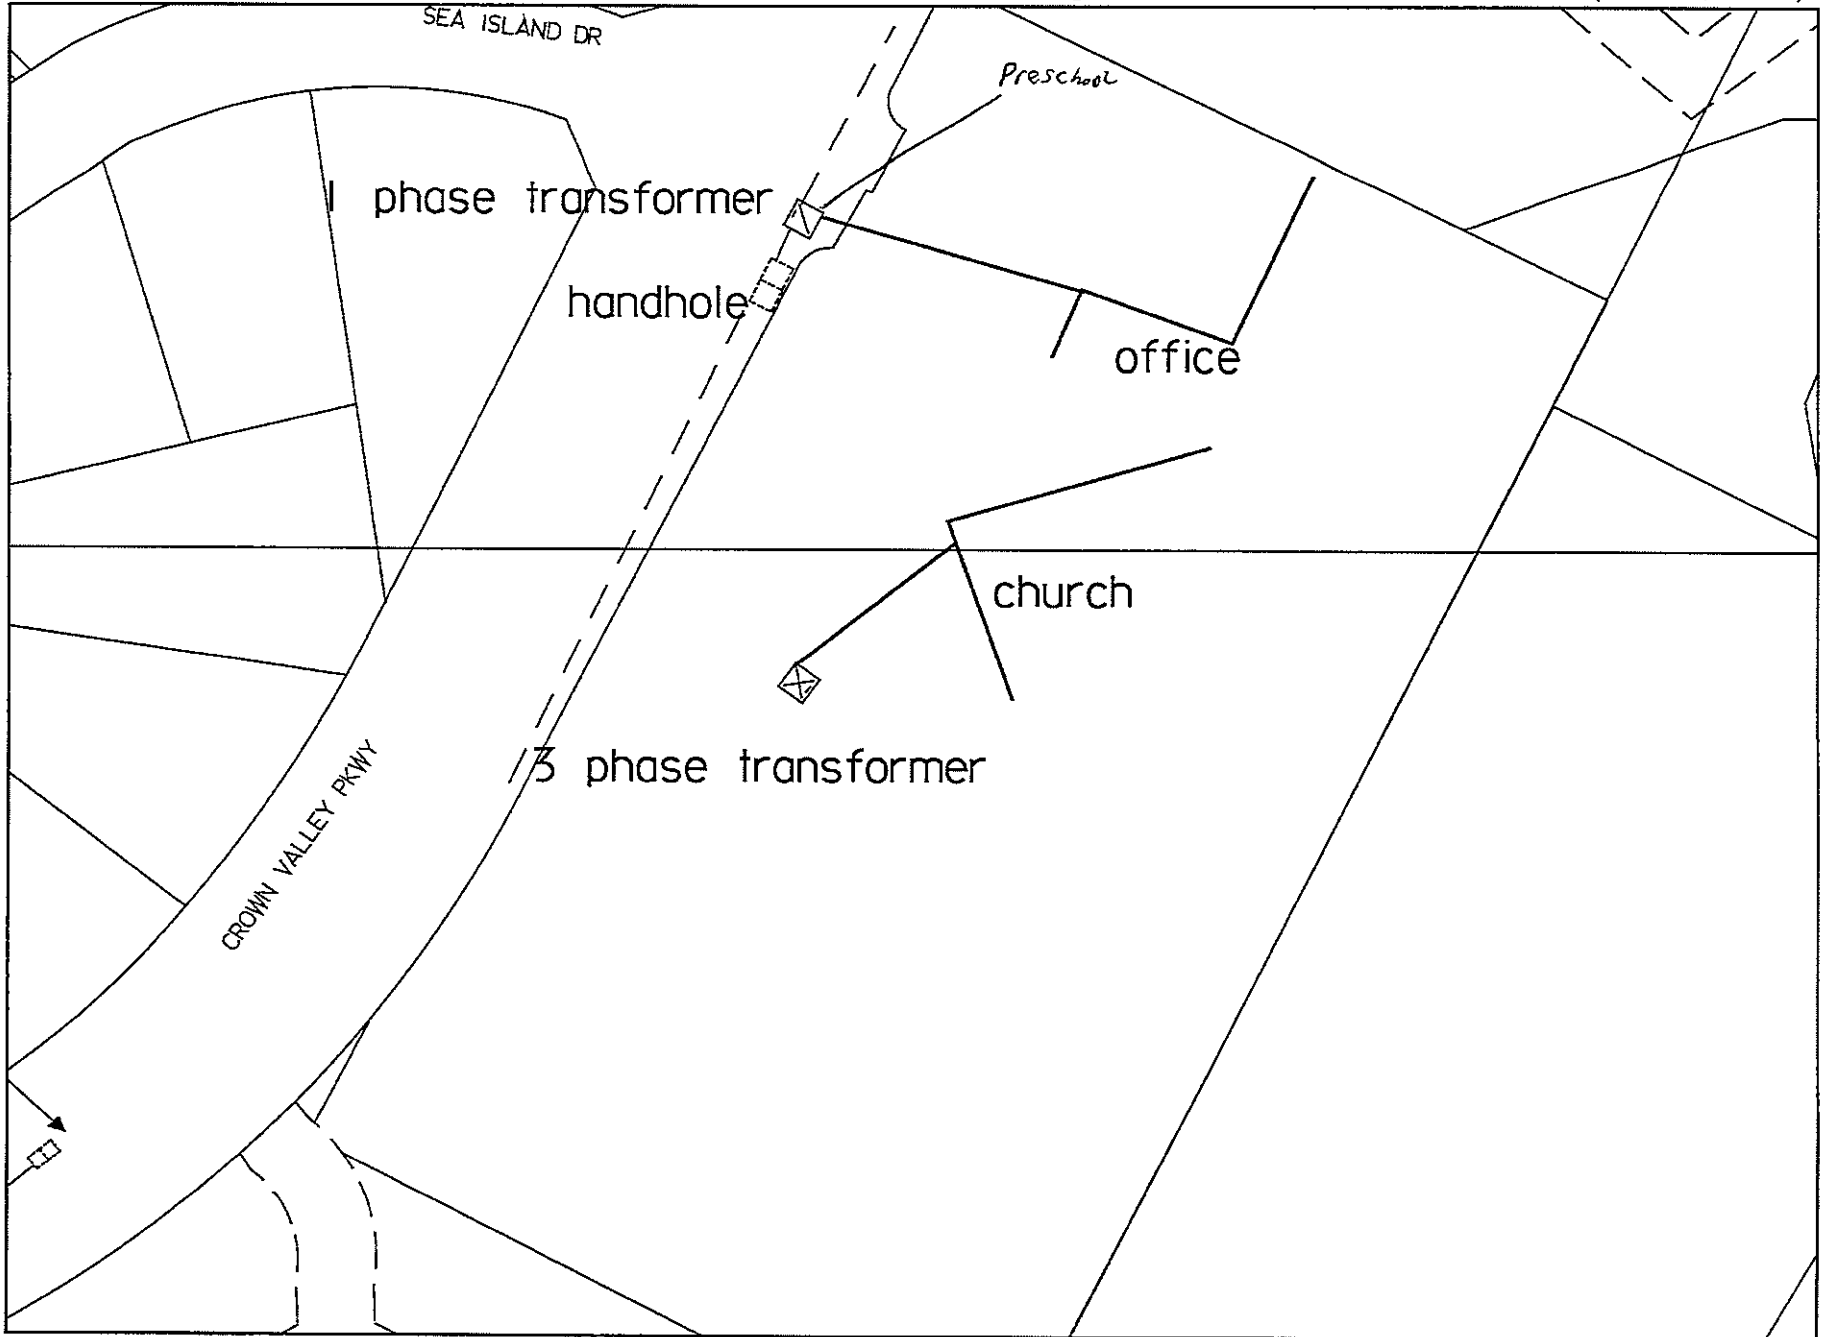 SEA ISLAND DR
Preschool
1 phase transformer
handhole
office
church
3 phase transformer
CROWN VALLEY PKWY